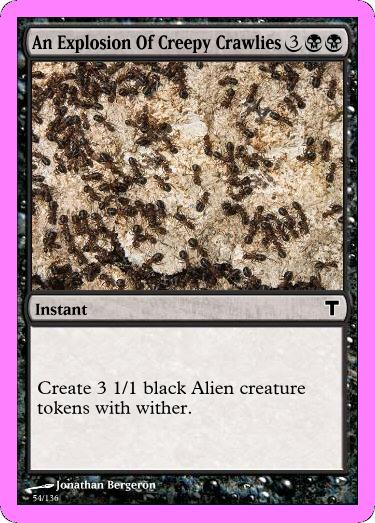 An Explosion Of Creepy Crawlies 3
Instant T
Create 3 1/1 black Alien creature
tokens with wither.
Jonathan Bergeron
54/136